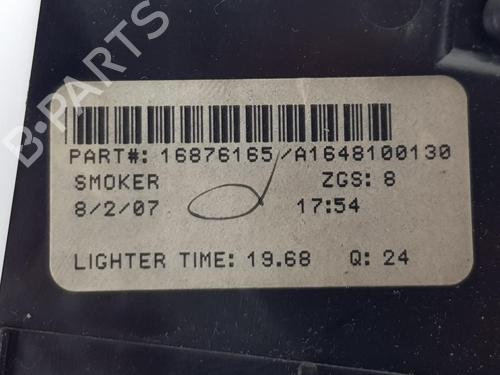 B-PARTS
PART#: 16876165/A1648100130
SMOKER ZGS: 8
8/2/07 17:54
LIGHTER TIME: 19.68 Q: 24